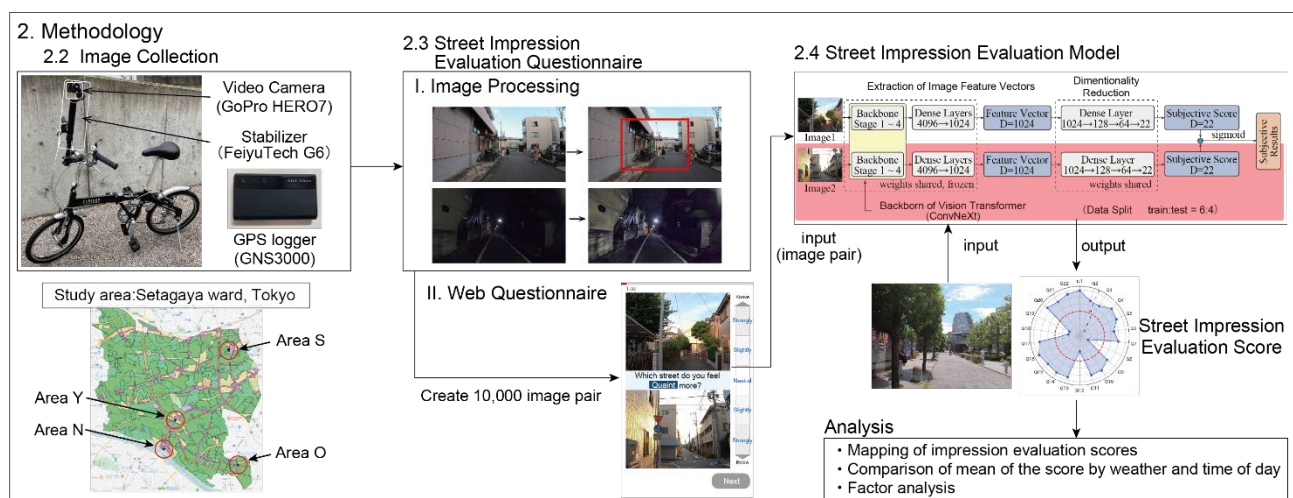 2. Methodology
2.2 Image Collection
Video Camera
(GoPro HERO7)
Stabilizer
(FeiyuTech G6)
GPS logger
(GNS3000)
Study area:Setagaya ward, Tokyo
Area S
Area Y
Area N
Area O
2.3 Street Impression
Evaluation Questionnaire
I. Image Processing
II. Web Questionnaire
Create 10,000 image pair
Above
Strongly
Slightly
Neutral
Slightly
Strongly
Below
Which street do you feel
Quaint more?
Next
2.4 Street Impression Evaluation Model
Extraction of Image Feature Vectors
Dimentionality
Reduction
Image1
Backbone
Stage 1 ~ 4
Dense Layers
4096→1024
Feature Vector
D=1024
Dense Layer
1024→128→64→22
Subjective Score
D=22
sigmoid
Subjective
Results
Image2
Backbone
Stage 1 ~ 4
Dense Layers
4096→1024
Feature Vector
D=1024
Dense Layer
1024→128→64→22
Subjective Score
D=22
weights shared, frozen
weights shared
Backborn of Vision Transformer
(ConvNeXt)
(Data Split train:test = 6:4)
input
(image pair)
input
output
Street Impression
Evaluation Score
Analysis
・Mapping of impression evaluation scores
・Comparison of mean of the score by weather and time of day
・Factor analysis